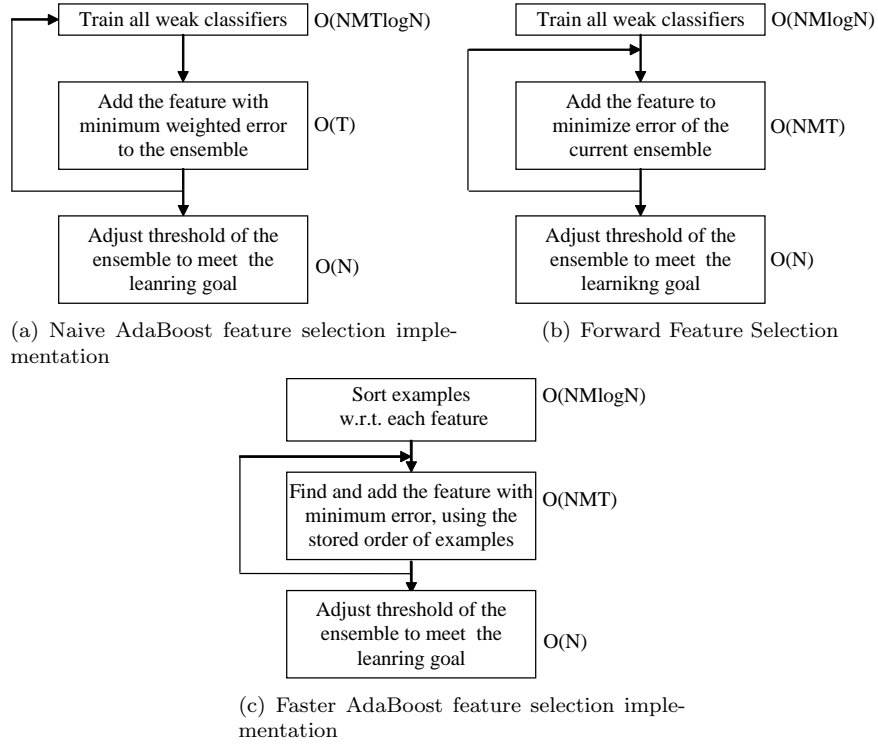 Train all weak classifiers
O(NMTlogN)
Add the feature with
minimum weighted error
to the ensemble
O(T)
Adjust threshold of the
ensemble to meet the
leanring goal
O(N)
(a) Naive AdaBoost feature selection imple-
mentation
Train all weak classifiers
O(NMlogN)
Add the feature to
minimize error of the
current ensemble
O(NMT)
Adjust threshold of the
ensemble to meet the
learnikng goal
O(N)
(b) Forward Feature Selection
Sort examples
w.r.t. each feature
O(NMlogN)
Find and add the feature with
minimum error, using the
stored order of examples
O(NMT)
Adjust threshold of the
ensemble to meet the
leanring goal
O(N)
(c) Faster AdaBoost feature selection imple-
mentation